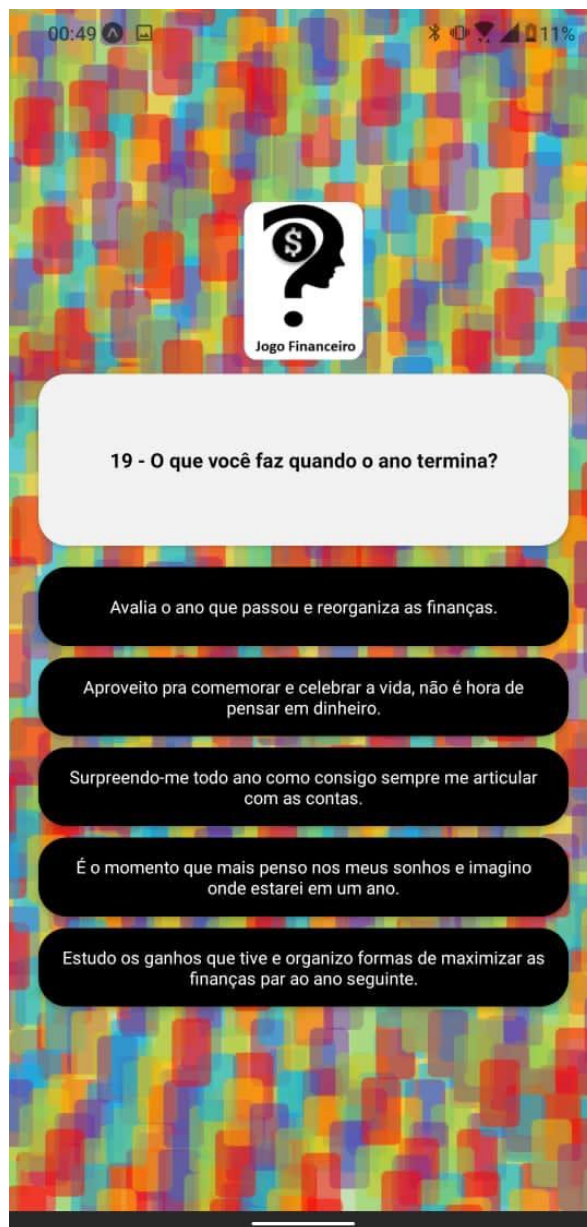 00:49
11%
$
Jogo Financeiro
19 - O que você faz quando o ano termina?
Avalia o ano que passou e reorganiza as finanças.
Aproveito pra comemorar e celebrar a vida, não é hora de
pensar em dinheiro.
Surpreendo-me todo ano como consigo sempre me articular
com as contas.
É o momento que mais penso nos meus sonhos e imagino
onde estarei em um ano.
Estudo os ganhos que tive e organizo formas de maximizar as
finanças par ao ano seguinte.